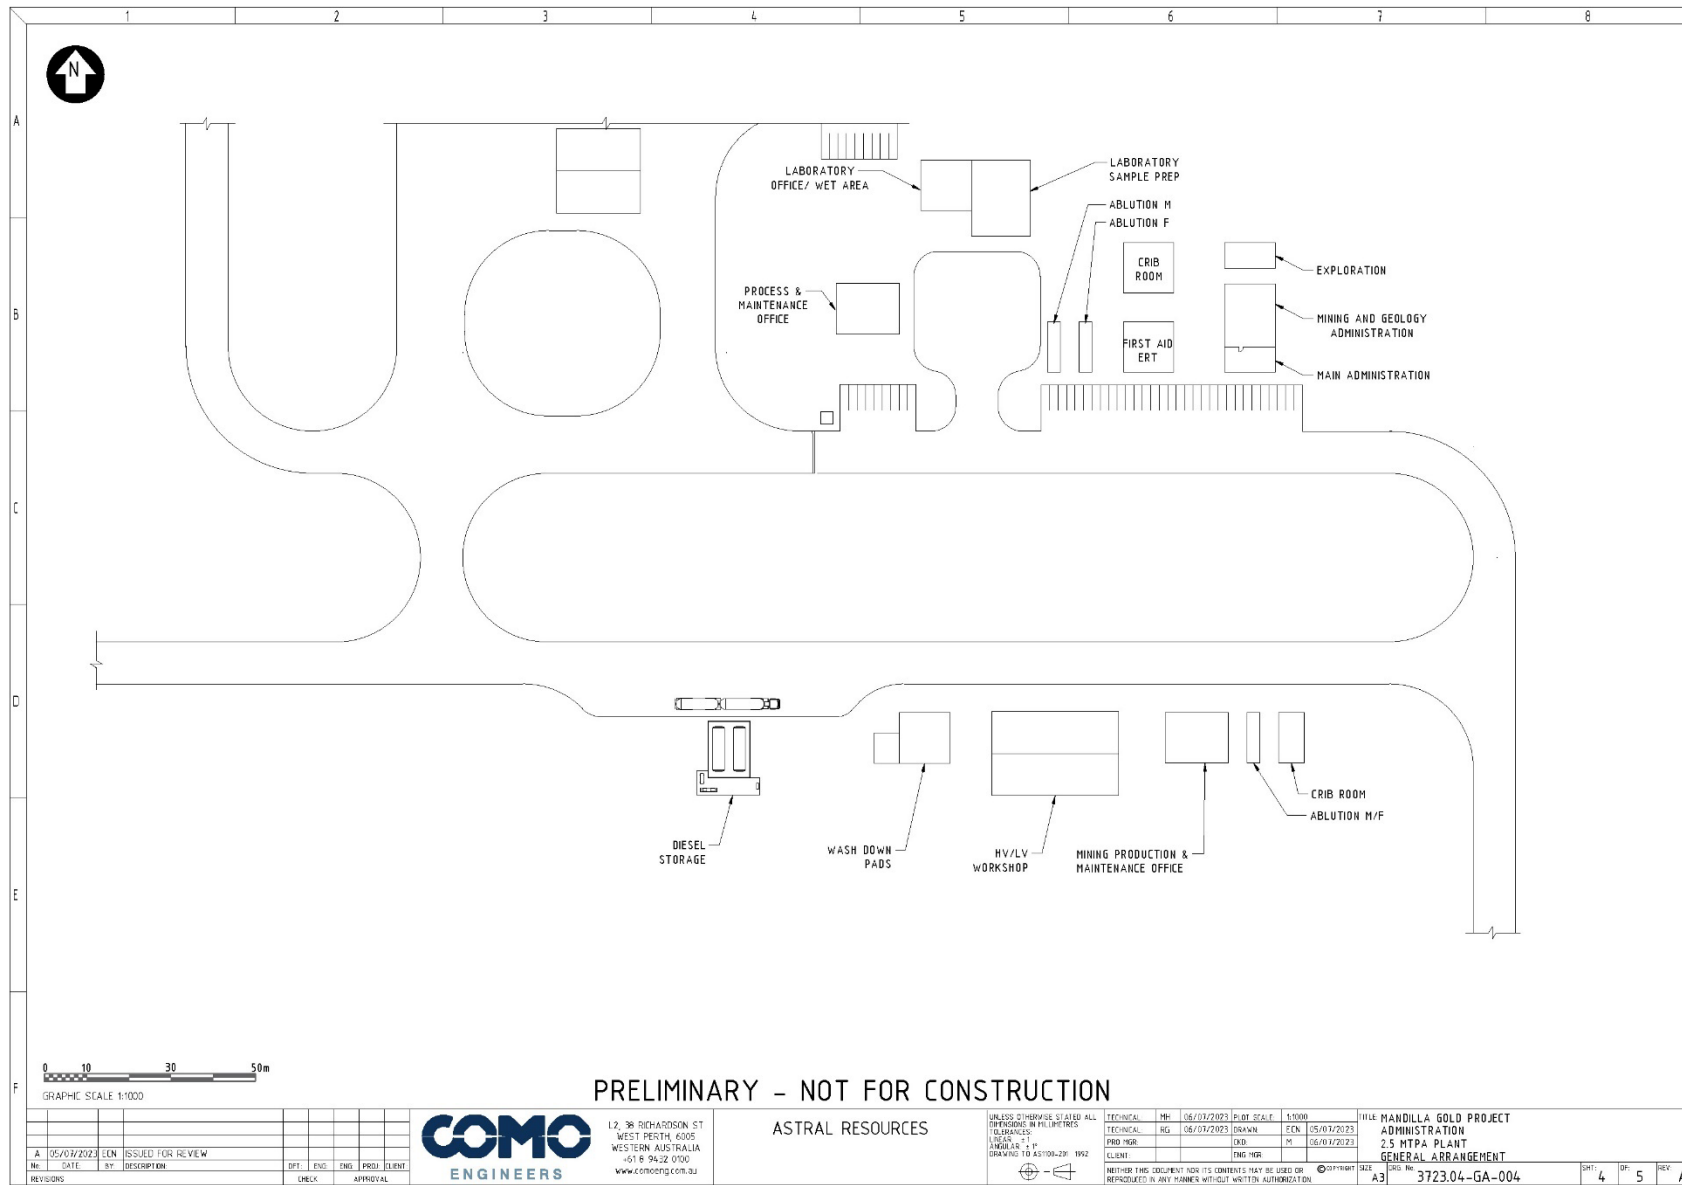 1 2 3 4 5 6 7 8
A
B
C
D
E
F
N
LABORATORY
OFFICE/ WET AREA
LABORATORY
SAMPLE PREP
ABLUTION M
ABLUTION F
CRIB
ROOM
EXPLORATION
PROCESS &
MAINTENANCE
OFFICE
MINING AND GEOLOGY
ADMINISTRATION
FIRST AID
ERT
MAIN ADMINISTRATION
CRIB ROOM
ABLUTION M/F
DIESEL
STORAGE
WASH DOWN
PADS
HV/LV
WORKSHOP
MINING PRODUCTION &
MAINTENANCE OFFICE
0 10 30 50m
GRAPHIC SCALE 1:1000
PRELIMINARY - NOT FOR CONSTRUCTION
A 05/07/2023 ECN ISSUED FOR REVIEW
No: DATE: BY DESCRIPTION: DFT: ENG: ENG PROJ CLIENT
REVISIONS CHECK APPROVAL
COMO
ENGINEERS
L2, 38 RICHARDSON ST
WEST PERTH, 6005
WESTERN AUSTRALIA
+61 8 9432 0100
www.comoeng.com.au
ASTRAL RESOURCES
UNLESS OTHERWISE STATED ALL
DIMENSIONS IN MILLIMETRES
TOLERANCES:
LINEAR ±1
ANGULAR ±1°
DRAWING TO AS1100-201 1992
TECHNICAL: MH 06/07/2023 PLOT SCALE: 1:1000
TECHNICAL: RG 06/07/2023 DRAWN: ECN 05/07/2023
PRO MGR: CKD: M 06/07/2023
CLIENT: ENG MGR:
NEITHER THIS DOCUMENT NOR ITS CONTENTS MAY BE USED OR
REPRODUCED IN ANY MANNER WITHOUT WRITTEN AUTHORIZATION.
© COPYRIGHT
TITLE: MANDILLA GOLD PROJECT
ADMINISTRATION
2.5 MTPA PLANT
GENERAL ARRANGEMENT
SIZE A3 DRG. No. 3723.04-GA-004 SHT: 4 OF: 5 REV: A